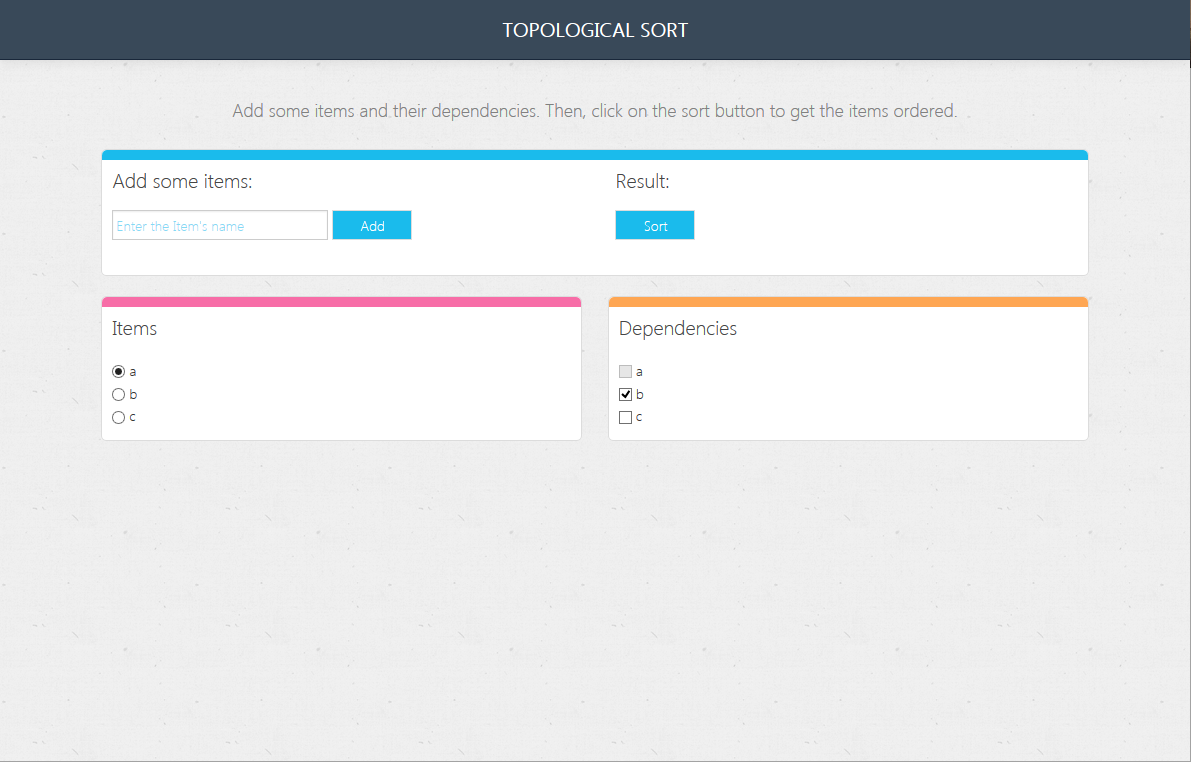 TOPOLOGICAL SORT
Add some items and their dependencies. Then, click on the sort button to get the items ordered.
Add some items:
Enter the Item's name
Add
Result:
Sort
Items
a
b
c
Dependencies
a
b
c